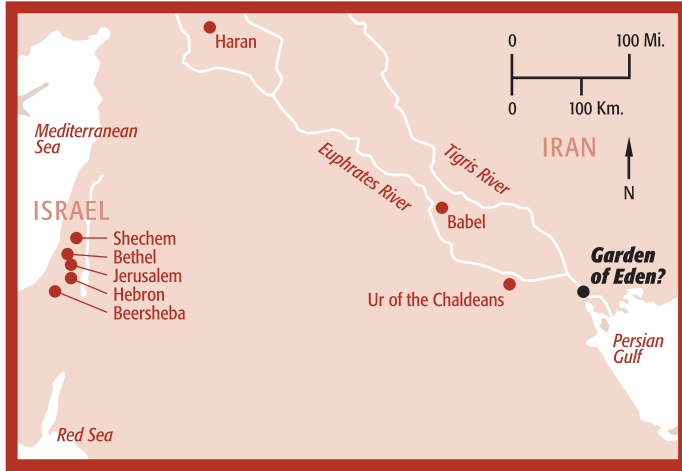 Haran
0 100 Mi.
0 100 Km.
Mediterranean
Sea
IRAN
N
Euphrates River
Tigris River
ISRAEL
Babel
Shechem
Bethel
Jerusalem
Hebron
Beersheba
Garden
of Eden?
Ur of the Chaldeans
Persian
Gulf
Red Sea